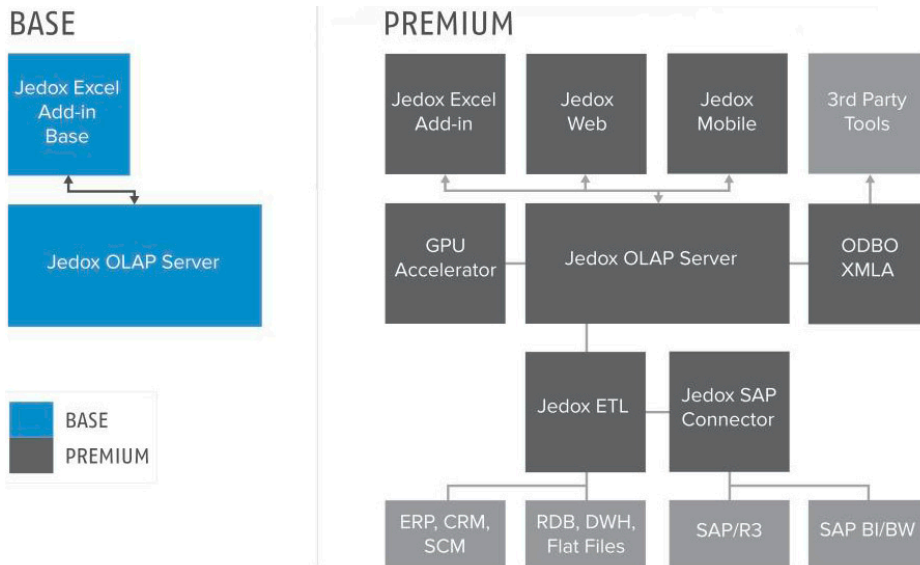 BASE
Jedox Excel
Add-in
Base
Jedox OLAP Server
BASE
PREMIUM
PREMIUM
Jedox Excel
Add-in
Jedox
Web
Jedox
Mobile
3rd Party
Tools
GPU
Accelerator
Jedox OLAP Server
ODBO
XMLA
Jedox ETL
Jedox SAP
Connector
ERP, CRM,
SCM
RDB, DWH,
Flat Files
SAP/R3
SAP BI/BW